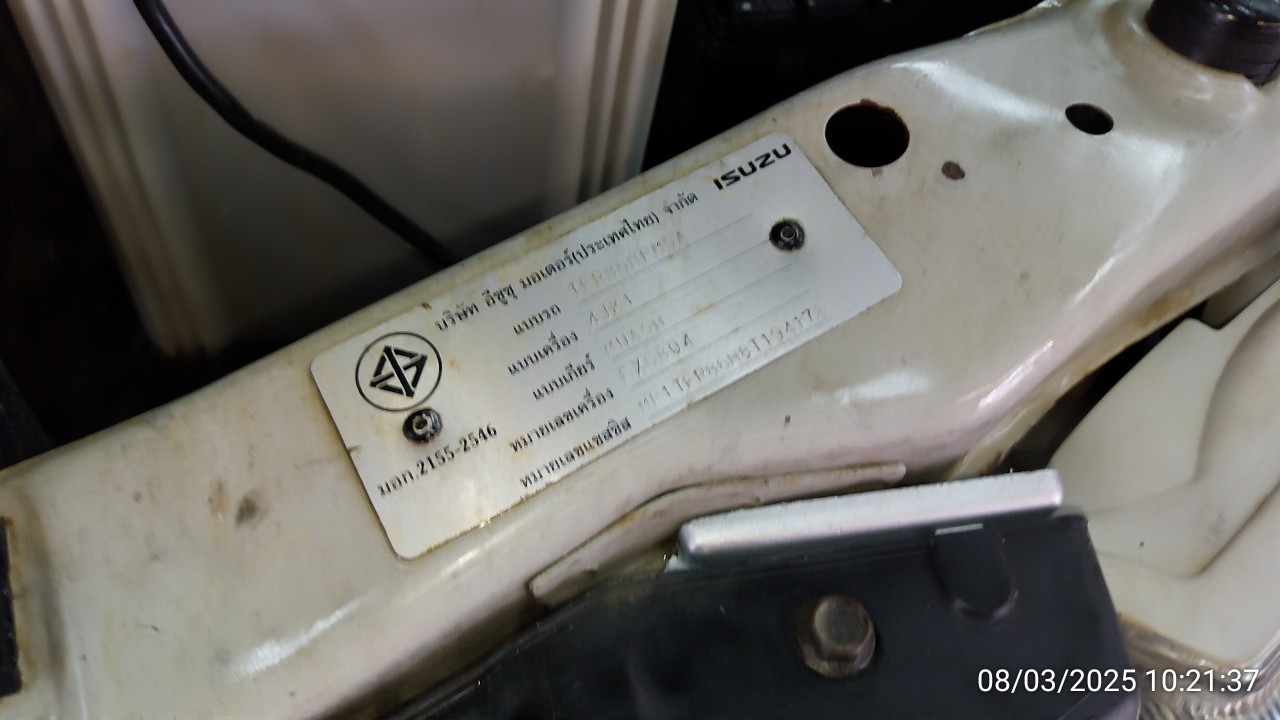 ISUZU
บริษัท อีซูซุ มอเตอร์(ประเทศไทย) จำกัด
แบบรถ
แบบเครื่อง 4JK1
แบบเกียร์ MUA5H
หมายเลขเครื่อง
หมายเลขแชสซิส
มอก.2155-2546
08/03/2025 10:21:37